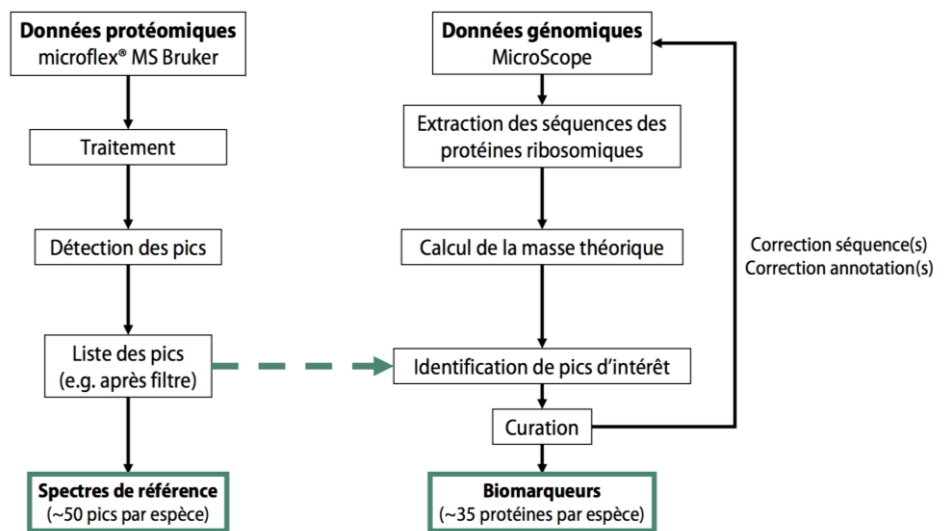 Données protéomiques
microflex® MS Bruker
Traitement
Détection des pics
Liste des pics
(e.g. après filtre)
Spectres de référence
(~50 pics par espèce)
Données génomiques
MicroScope
Extraction des séquences des
protéines ribosomiques
Calcul de la masse théorique
Identification de pics d'intérêt
Curation
Biomarqueurs
(~35 protéines par espèce)
Correction séquence(s)
Correction annotation(s)